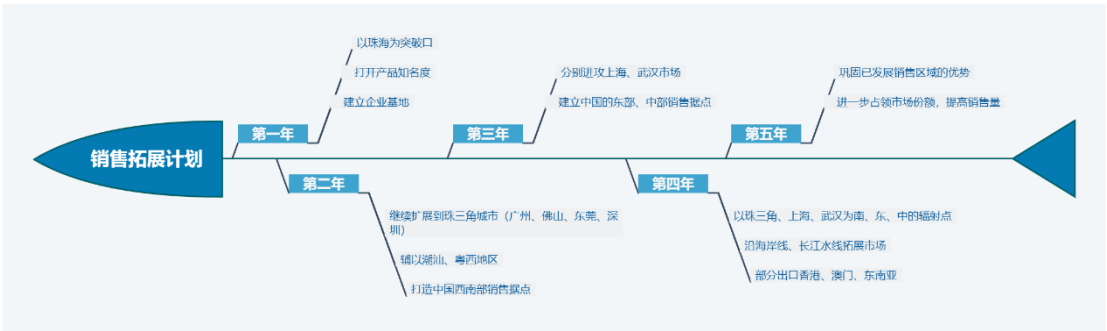 销售拓展计划
第一年
以珠海为突破口
打开产品知名度
建立企业基地
第二年
继续扩展到珠三角城市（广州、佛山、东莞、深
圳）
辅以潮汕、粤西地区
打造中国西南部销售据点
第三年
分别进攻上海、武汉市场
建立中国的东部、中部销售据点
第四年
以珠三角、上海、武汉为南、东、中的辐射点
沿海岸线、长江水线拓展市场
部分出口香港、澳门、东南亚
第五年
巩固已发展销售区域的优势
进一步占领市场份额，提高销售量